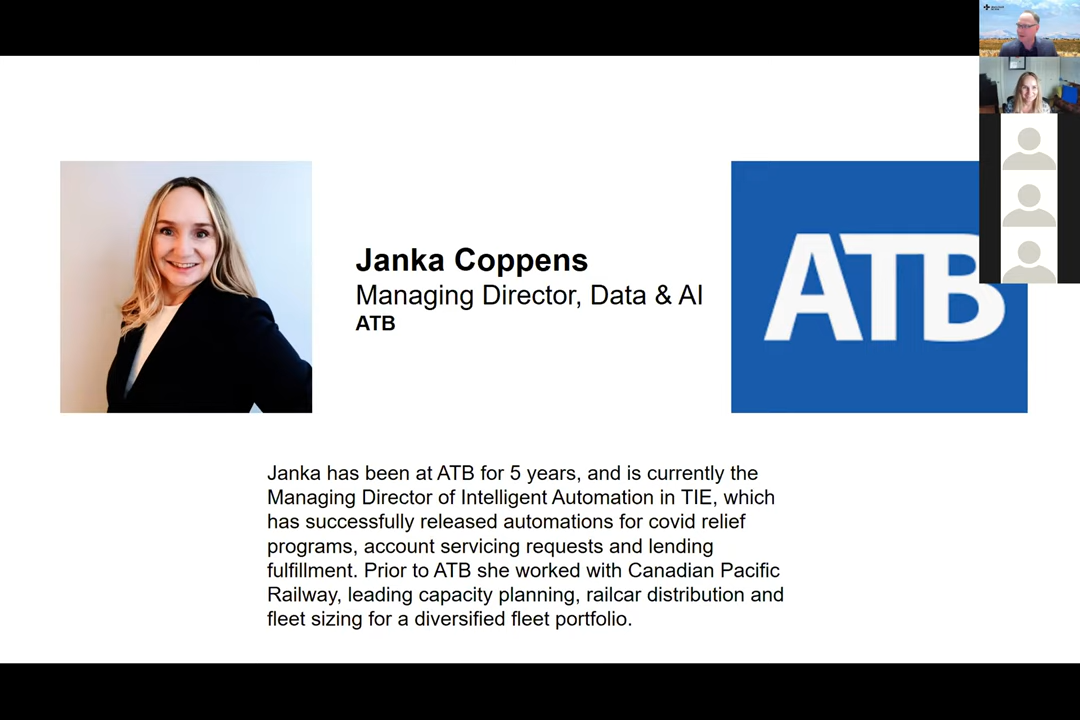 Janka Coppens
Managing Director, Data & AI
ATB
ATB
Janka has been at ATB for 5 years, and is currently the
Managing Director of Intelligent Automation in TIE, which
has successfully released automations for covid relief
programs, account servicing requests and lending
fulfillment. Prior to ATB she worked with Canadian Pacific
Railway, leading capacity planning, railcar distribution and
fleet sizing for a diversified fleet portfolio.